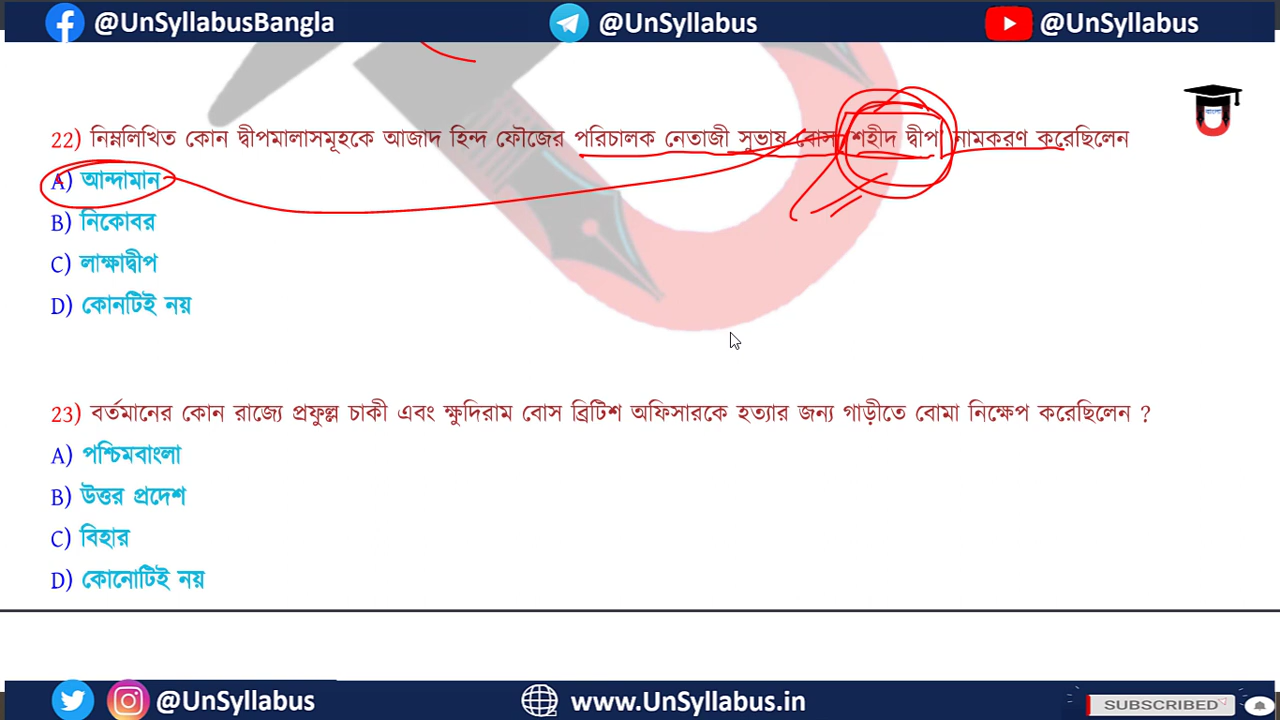 @UnSyllabusBangla @UnSyllabus @UnSyllabus
22) নিম্নলিখিত কোন দ্বীপমালাসমূহকে আজাদ হিন্দ ফৌজের পরিচালক নেতাজী সুভাষ বোস 'শহীদ দ্বীপ' নামকরণ করেছিলেন
A) আন্দামান
B) নিকোবর
C) লাক্ষাদ্বীপ
D) কোনটিই নয়
23) বর্তমানের কোন রাজ্যে প্রফুল্ল চাকী এবং ক্ষুদিরাম বোস ব্রিটিশ অফিসারকে হত্যার জন্য গাড়ীতে বোমা নিক্ষেপ করেছিলেন ?
A) পশ্চিমবাংলা
B) উত্তর প্রদেশ
C) বিহার
D) কোনোটিই নয়
@UnSyllabus www.UnSyllabus.in SUBSCRIBED